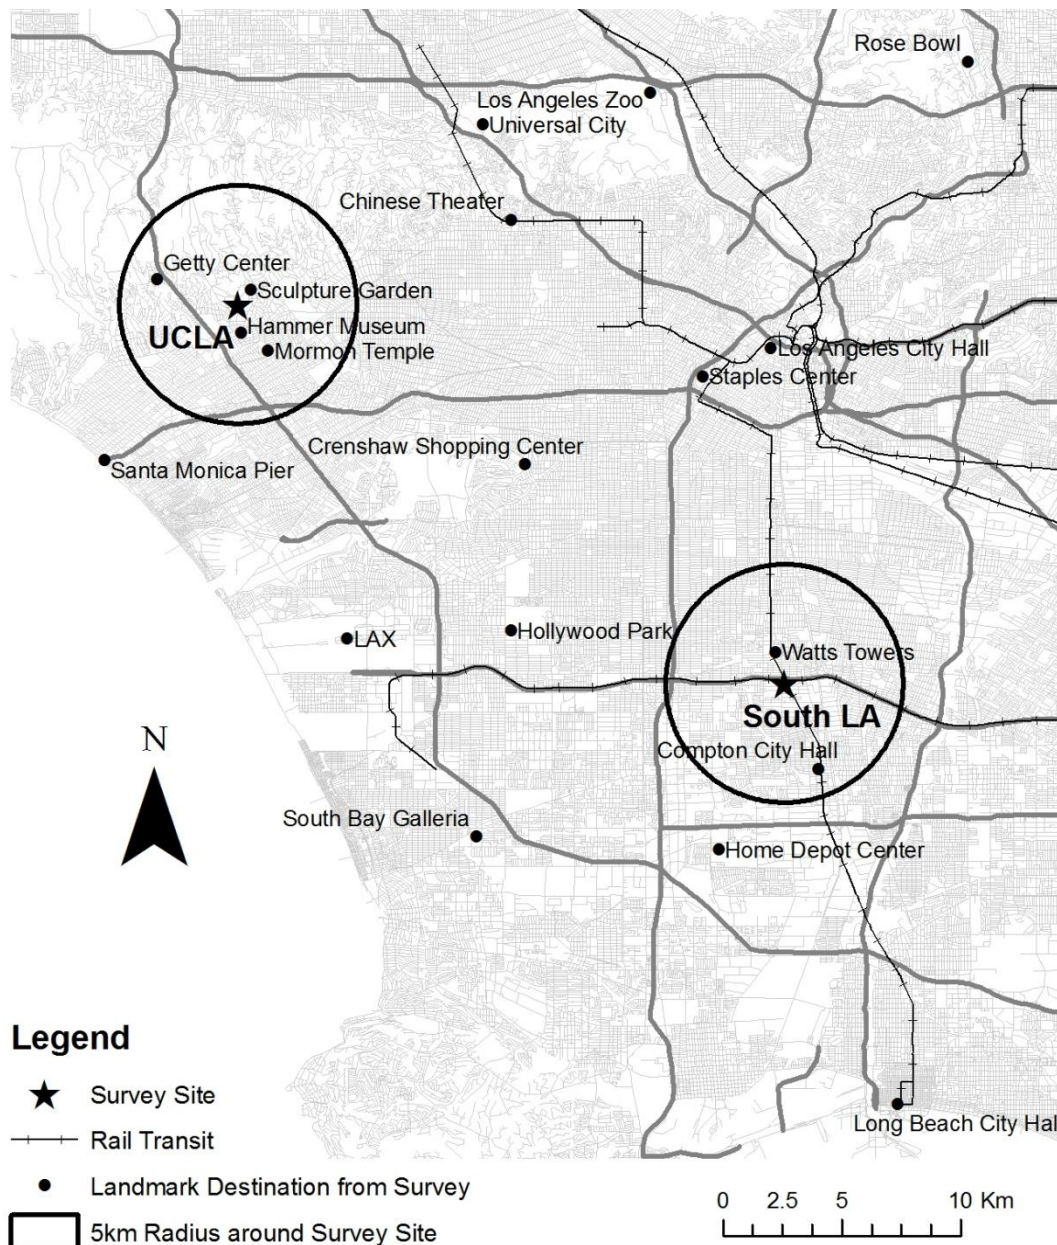 Rose Bowl
Los Angeles Zoo
Universal City
Chinese Theater
Getty Center
Sculpture Garden
Hammer Museum
UCLA
Mormon Temple
Los Angeles City Hall
Staples Center
Crenshaw Shopping Center
Santa Monica Pier
Hollywood Park
LAX
Watts Towers
South LA
N
Compton City Hall
South Bay Galleria
Home Depot Center
Legend
Survey Site
Rail Transit
Long Beach City Hall
Landmark Destination from Survey
0 2.5 5 10 Km
5km Radius around Survey Site